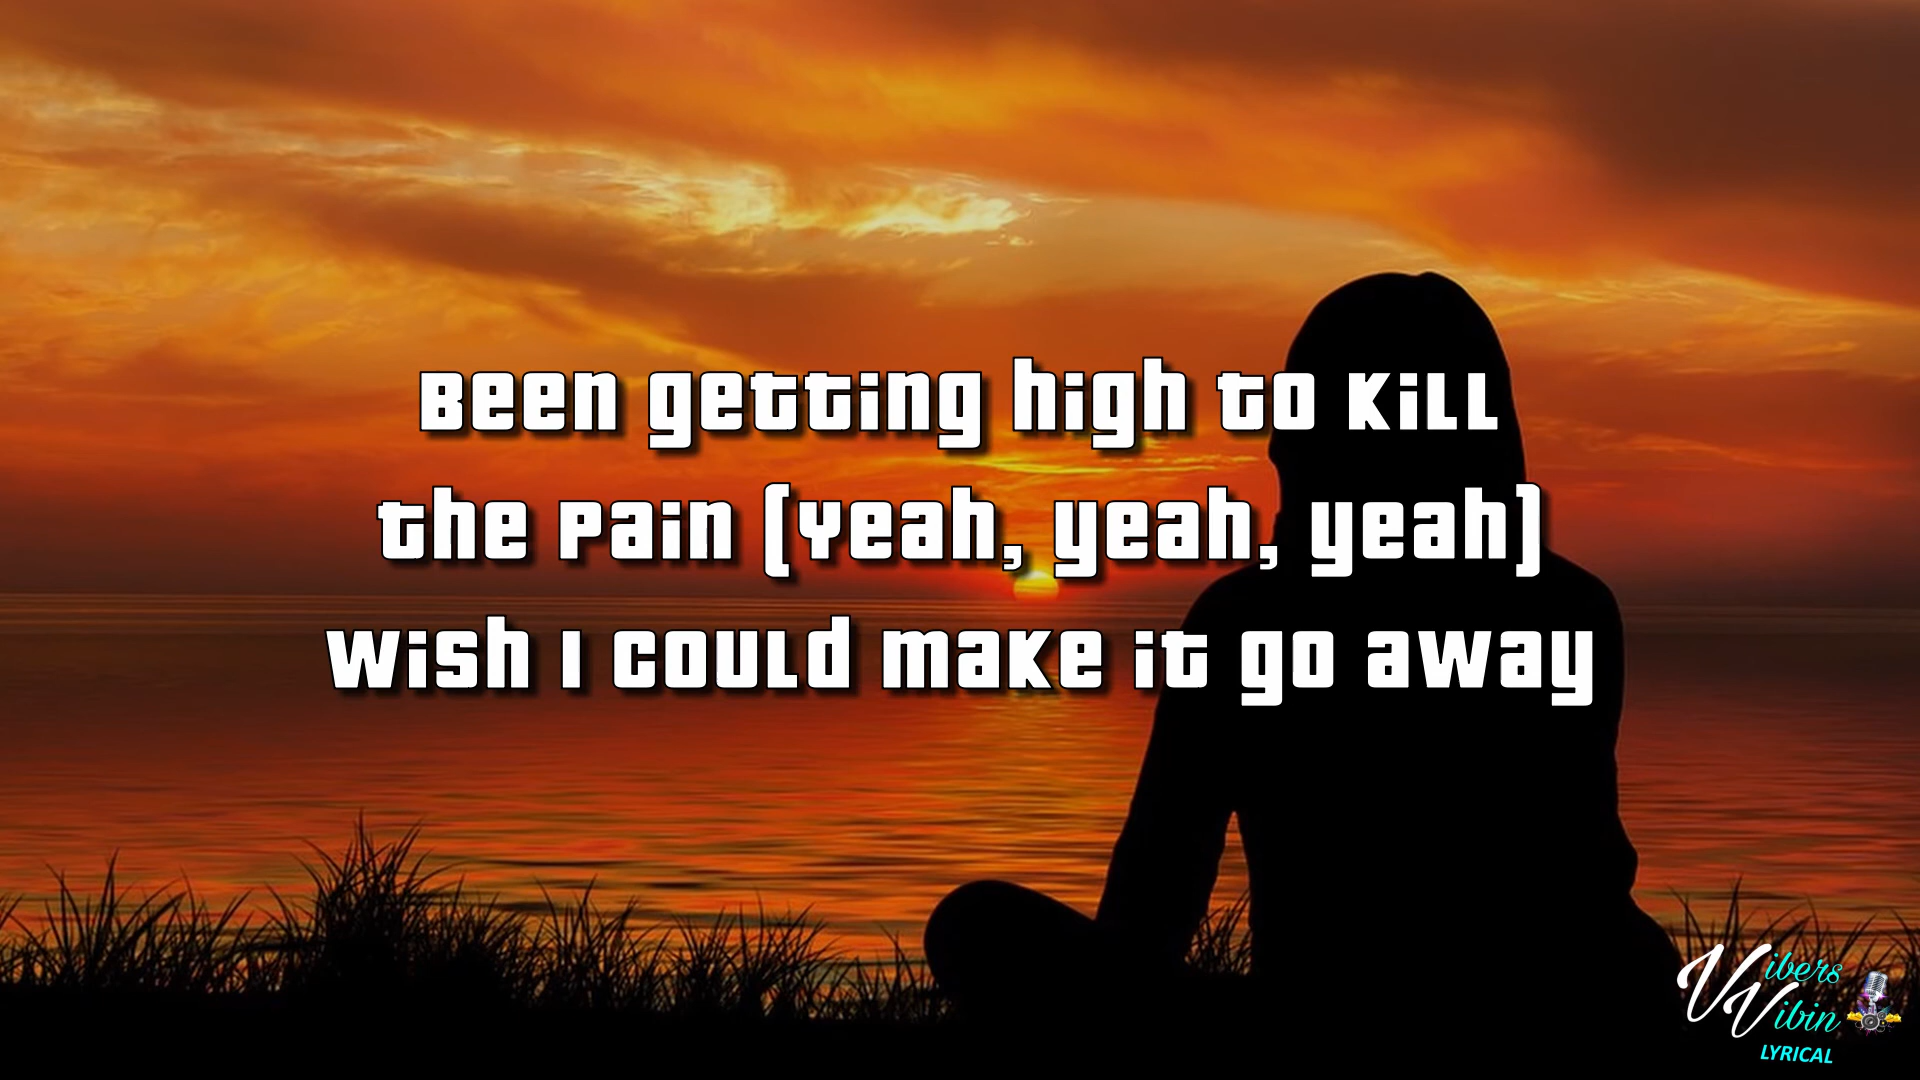 Been getting high to kill
the pain (Yeah, yeah, yeah)
Wish I could make it go away
Vibers
Vibin
LYRICAL